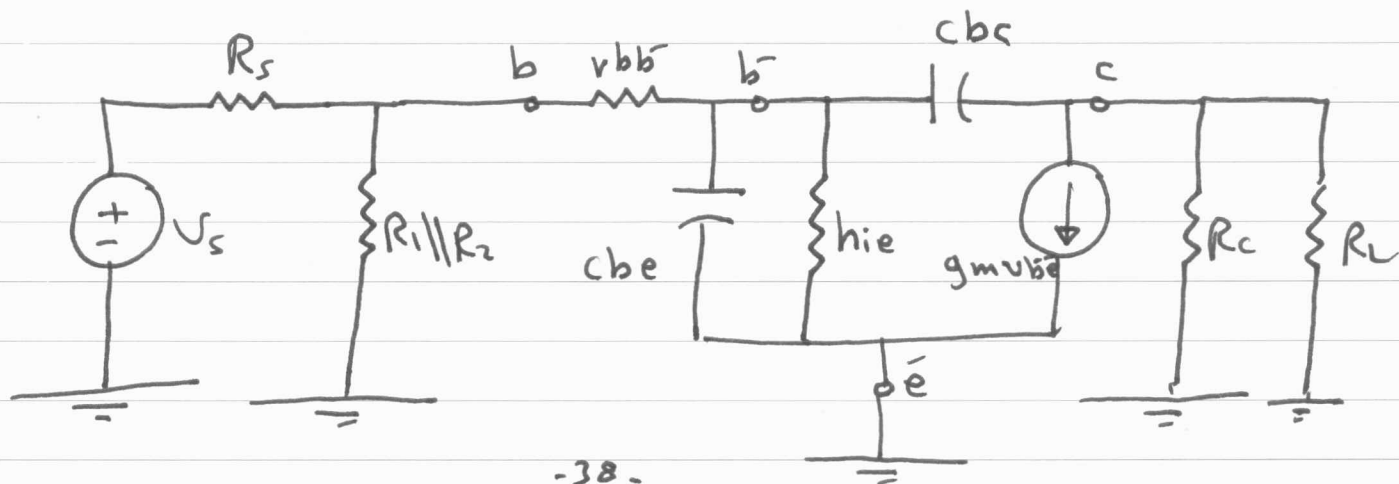 cbc
Rs b rbb' b' c
+
-
Vs R1||R2 cbe hie gmvb'e Rc RL
e'
-38-